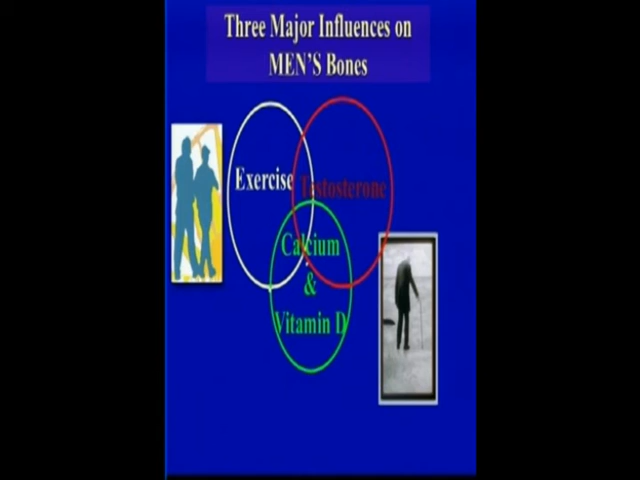 Three Major Influences on
MEN'S Bones
Exercise
Testosterone
Calcium
&
Vitamin D